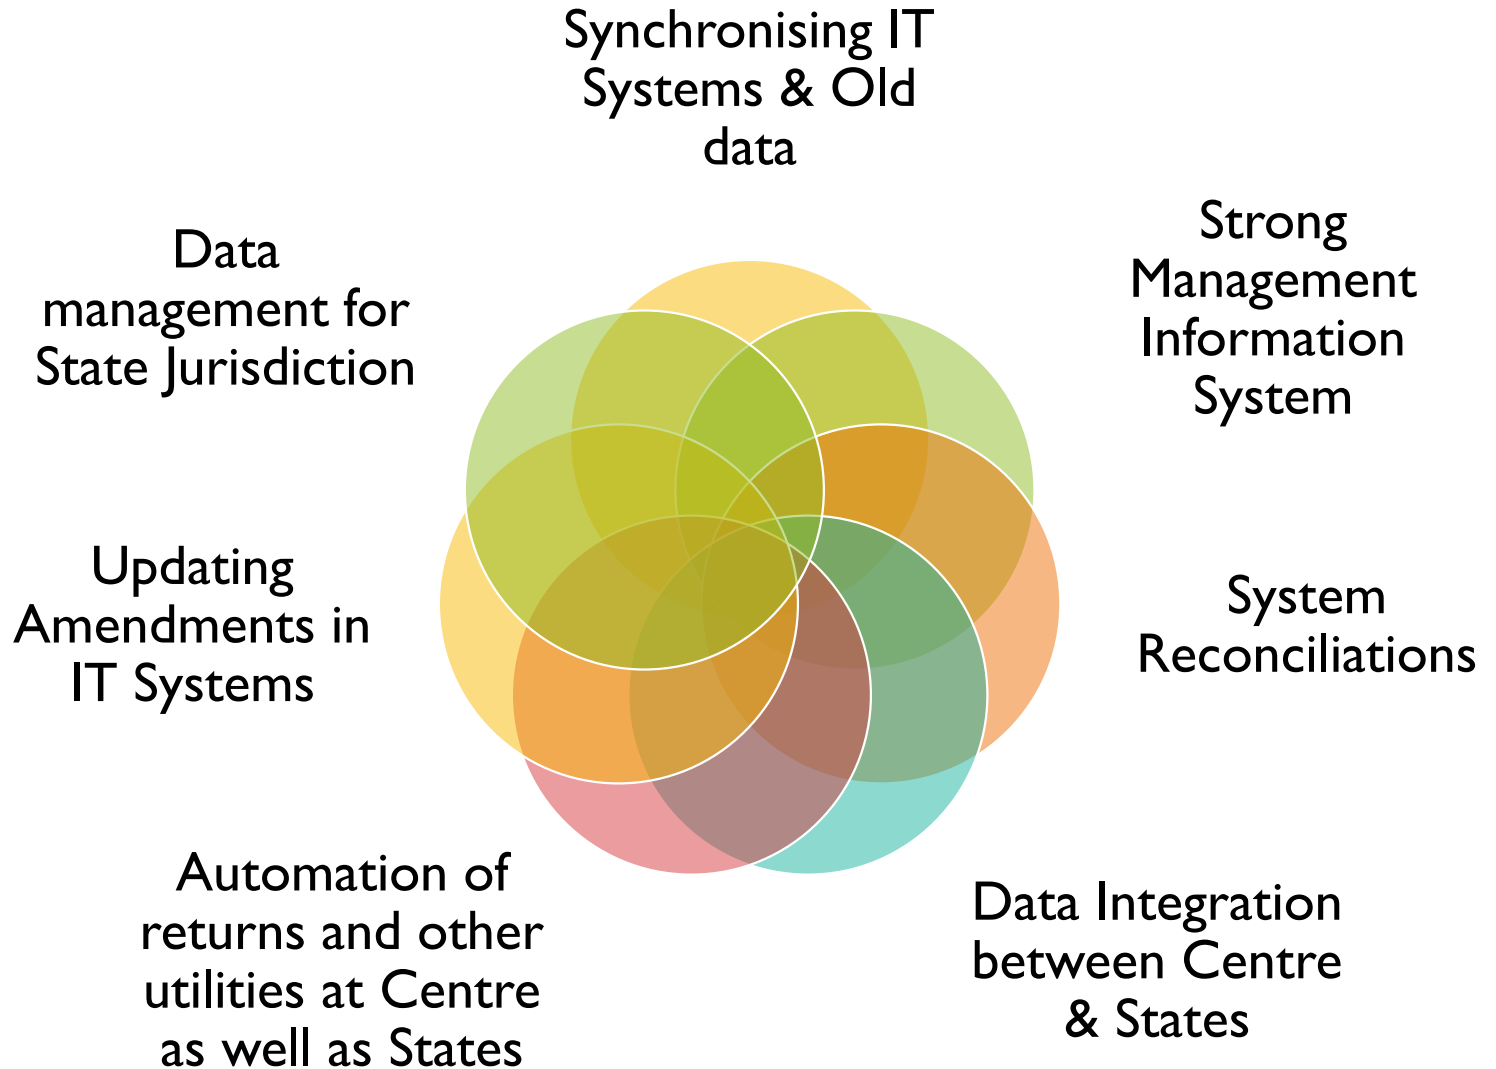 Synchronising IT
Systems & Old
data
Strong
Management
Information
System
System
Reconciliations
Data Integration
between Centre
& States
Automation of
returns and other
utilities at Centre
as well as States
Updating
Amendments in
IT Systems
Data
management for
State Jurisdiction